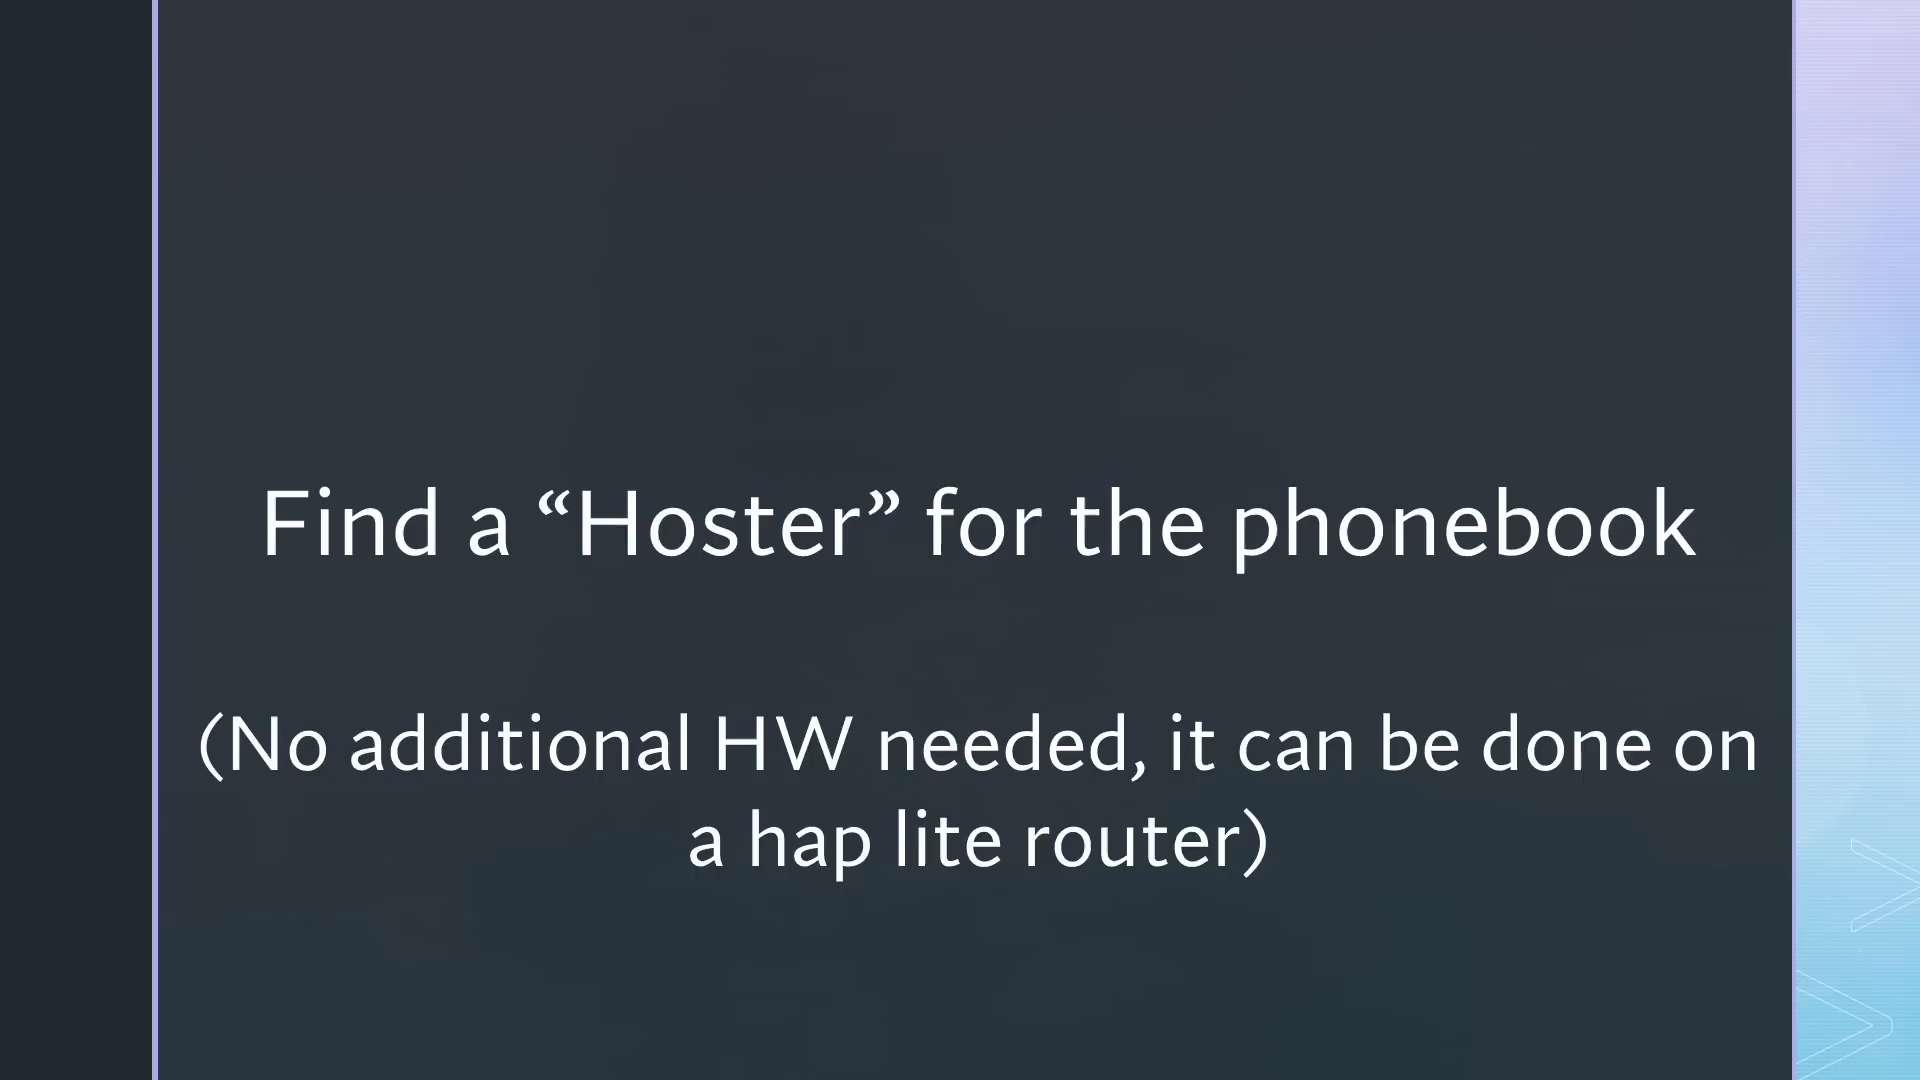 Find a “Hoster” for the phonebook
(No additional HW needed, it can be done on
a hap lite router)